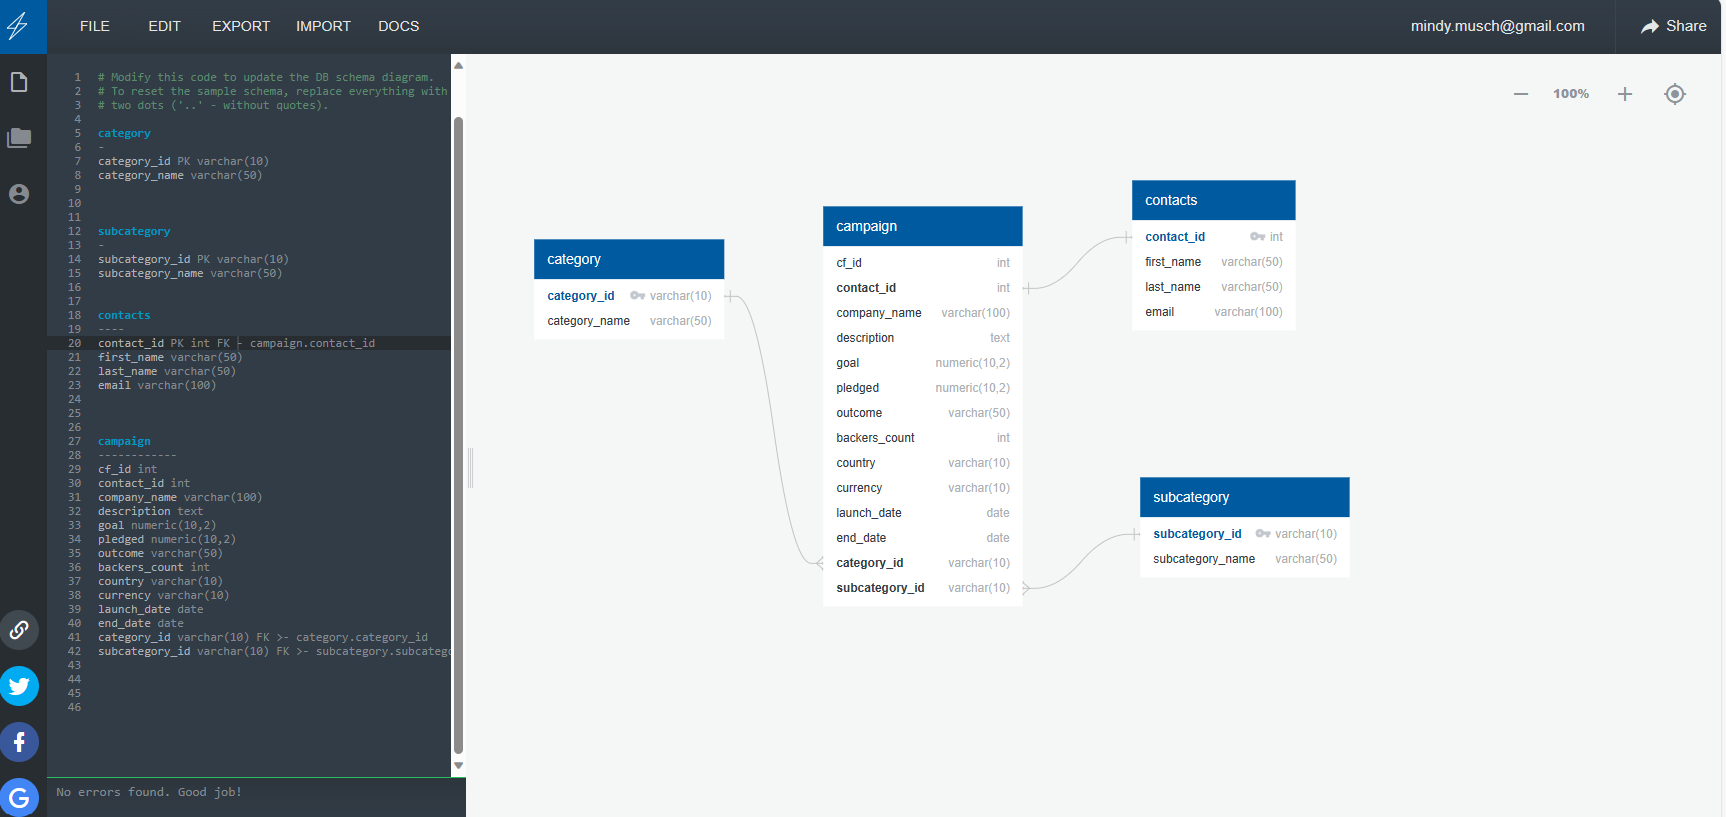 FILE EDIT EXPORT IMPORT DOCS mindy.musch@gmail.com Share
1 # Modify this code to update the DB schema diagram.
2 # To reset the sample schema, replace everything with
3 # two dots ('..' - without quotes).
4
5 category
6 -
7 category_id PK varchar(10)
8 category_name varchar(50)
9
10
11
12 subcategory
13 -
14 subcategory_id PK varchar(10)
15 subcategory_name varchar(50)
16
17
18 contacts
19 ----
20 contact_id PK int FK - campaign.contact_id
21 first_name varchar(50)
22 last_name varchar(50)
23 email varchar(100)
24
25
26
27 campaign
28 ------------
29 cf_id int
30 contact_id int
31 company_name varchar(100)
32 description text
33 goal numeric(10,2)
34 pledged numeric(10,2)
35 outcome varchar(50)
36 backers_count int
37 country varchar(10)
38 currency varchar(10)
39 launch_date date
40 end_date date
41 category_id varchar(10) FK >- category.category_id
42 subcategory_id varchar(10) FK >- subcategory.subcatego
43
44
45
46
No errors found. Good job!
100%
category
category_id varchar(10)
category_name varchar(50)
campaign
cf_id int
contact_id int
company_name varchar(100)
description text
goal numeric(10,2)
pledged numeric(10,2)
outcome varchar(50)
backers_count int
country varchar(10)
currency varchar(10)
launch_date date
end_date date
category_id varchar(10)
subcategory_id varchar(10)
contacts
contact_id int
first_name varchar(50)
last_name varchar(50)
email varchar(100)
subcategory
subcategory_id varchar(10)
subcategory_name varchar(50)